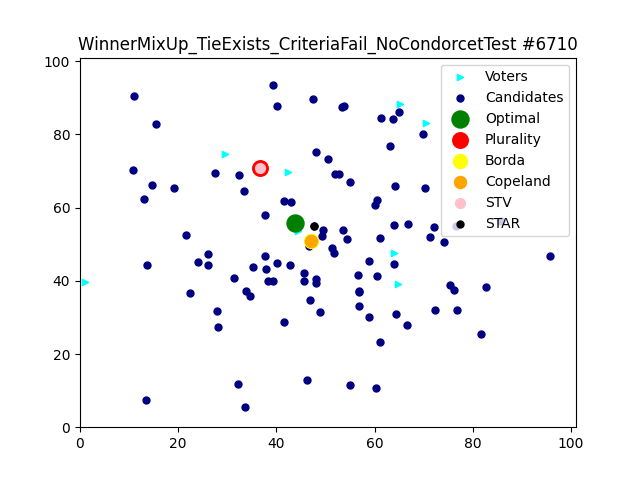 WinnerMixUp_TieExists_CriteriaFail_NoCondorcetTest #6710
100
80
60
40
20
0
0 20 40 60 80 100
Voters
Candidates
Optimal
Plurality
Borda
Copeland
STV
STAR